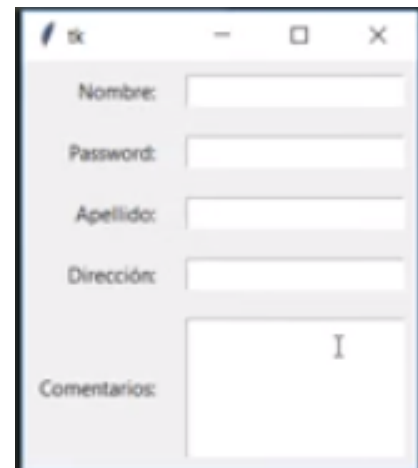 tk
Nombre:
Password:
Apellido:
Dirección:
Comentarios: